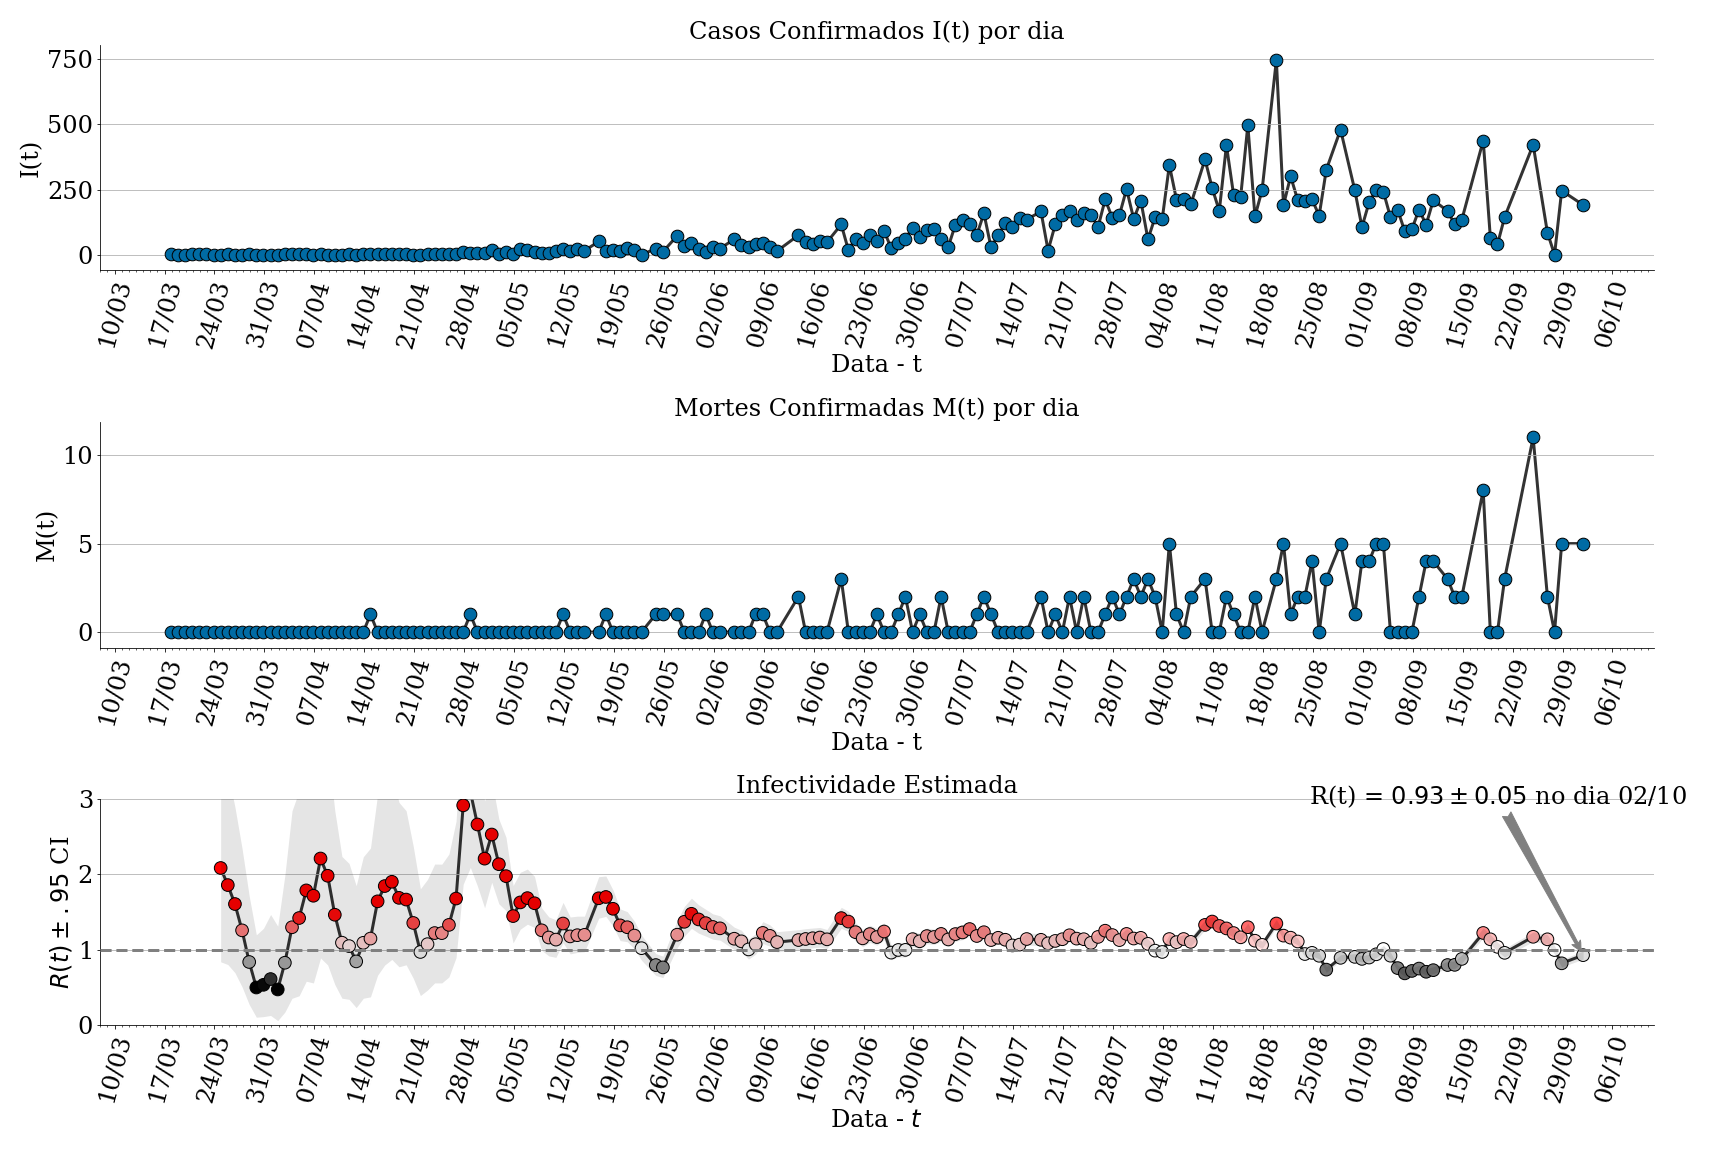 Casos Confirmados I(t) por dia
750
500
250
0
I(t)
10/03 17/03 24/03 31/03 07/04 14/04 21/04 28/04 05/05 12/05 19/05 26/05 02/06 09/06 16/06 23/06 30/06 07/07 14/07 21/07 28/07 04/08 11/08 18/08 25/08 01/09 08/09 15/09 22/09 29/09 06/10
Data - t
Mortes Confirmadas M(t) por dia
10
5
0
M(t)
10/03 17/03 24/03 31/03 07/04 14/04 21/04 28/04 05/05 12/05 19/05 26/05 02/06 09/06 16/06 23/06 30/06 07/07 14/07 21/07 28/07 04/08 11/08 18/08 25/08 01/09 08/09 15/09 22/09 29/09 06/10
Data - t
Infectividade Estimada
R(t) = 0.93 ± 0.05 no dia 02/10
3
2
1
0
R(t) ± .95 CI
10/03 17/03 24/03 31/03 07/04 14/04 21/04 28/04 05/05 12/05 19/05 26/05 02/06 09/06 16/06 23/06 30/06 07/07 14/07 21/07 28/07 04/08 11/08 18/08 25/08 01/09 08/09 15/09 22/09 29/09 06/10
Data - t